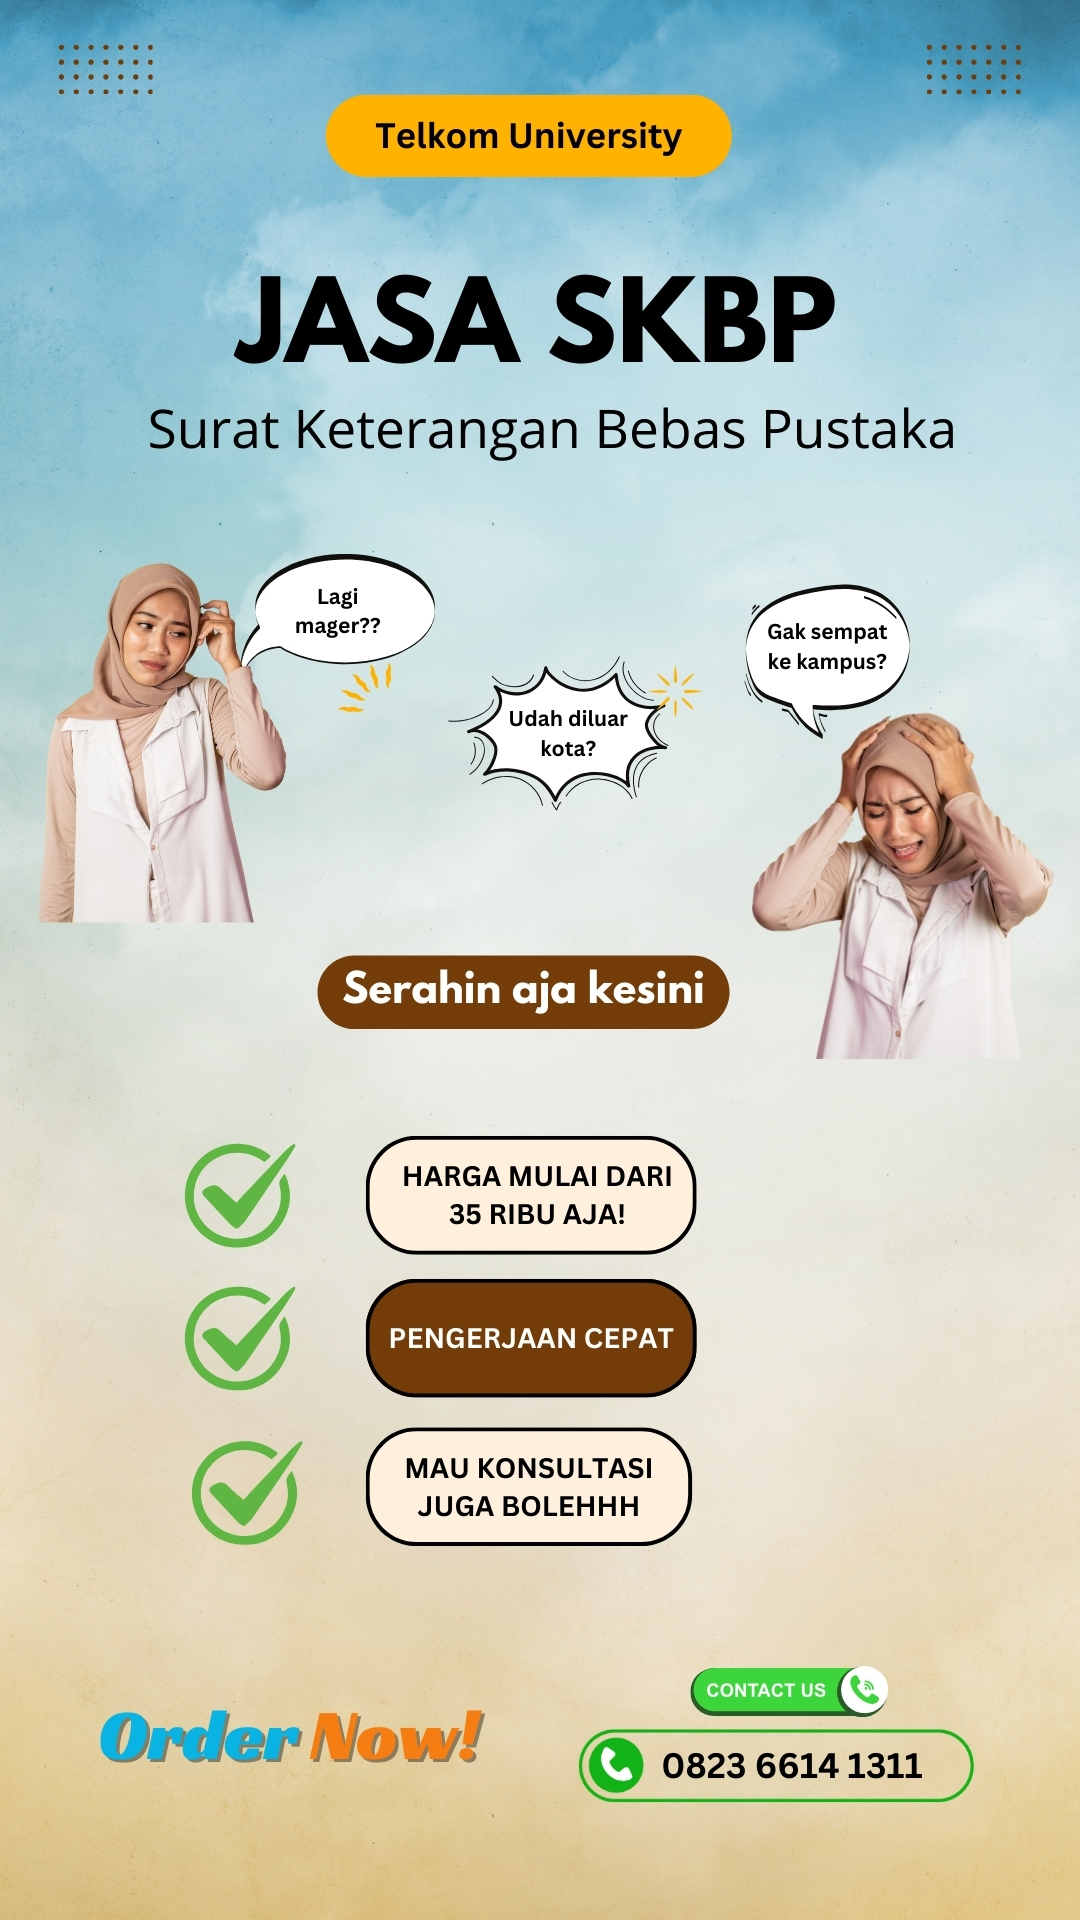 Telkom University
JASA SKBP
Surat Keterangan Bebas Pustaka
Lagi
mager??
Gak sempat
ke kampus?
Udah diluar
kota?
Serahin aja kesini
HARGA MULAI DARI
35 RIBU AJA!
PENGERJAAN CEPAT
MAU KONSULTASI
JUGA BOLEHHH
CONTACT US
Order Now!
0823 6614 1311